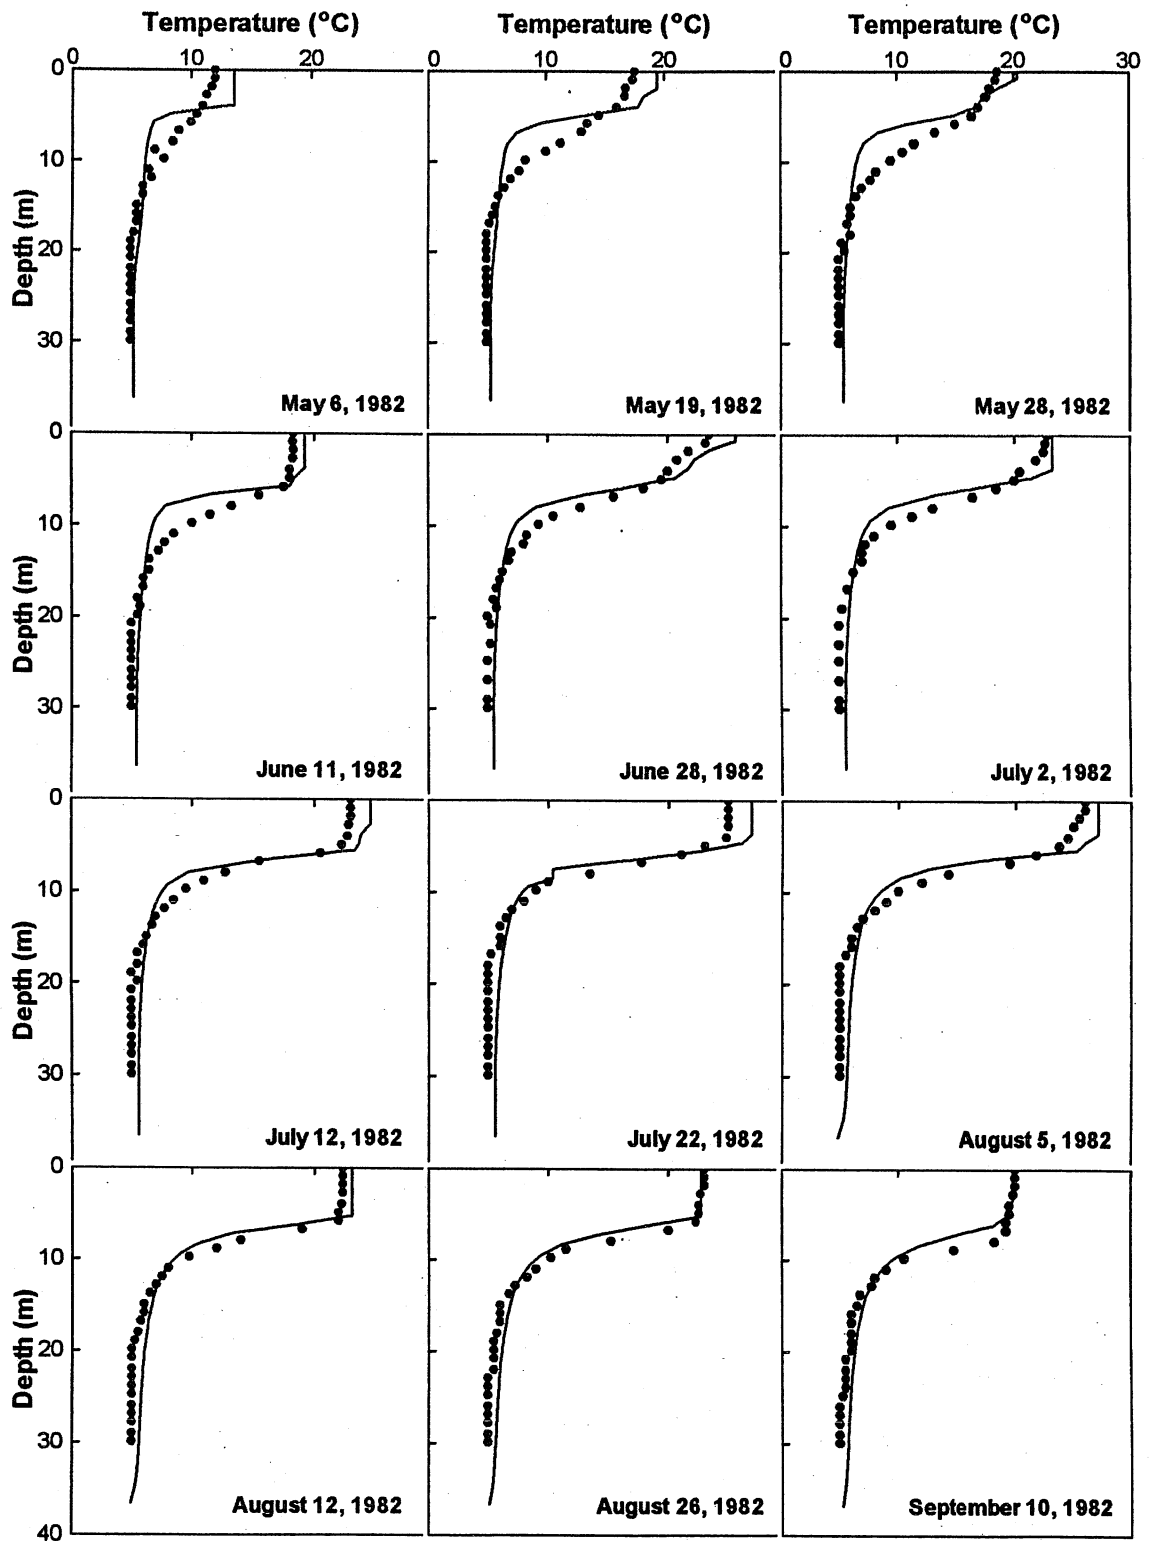 Temperature (°C) Temperature (°C) Temperature (°C)
0 10 20 0 10 20 0 10 20 30
0
10
20
30
Depth (m)
May 6, 1982 May 19, 1982 May 28, 1982
0
10
20
30
Depth (m)
June 11, 1982 June 28, 1982 July 2, 1982
0
10
20
30
Depth (m)
July 12, 1982 July 22, 1982 August 5, 1982
0
10
20
30
40
Depth (m)
August 12, 1982 August 26, 1982 September 10, 1982